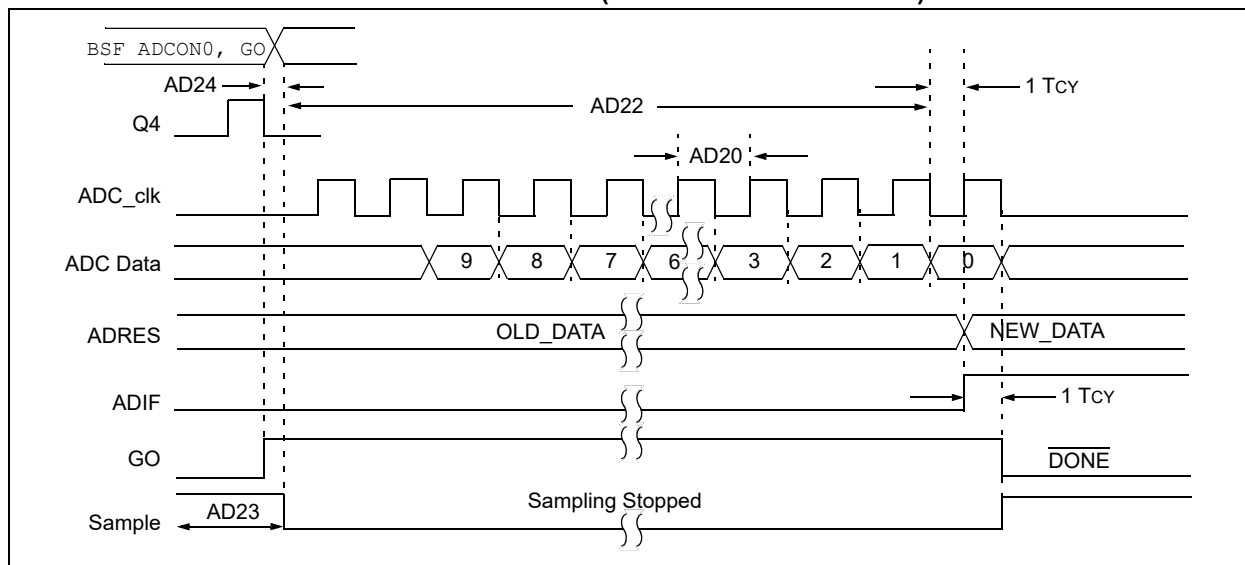 BSF ADCON0, GO
AD24
1 TCY
AD22
Q4
AD20
ADC_clk
ADC Data
9 8 7 6 3 2 1 0
ADRES
OLD_DATA
NEW_DATA
ADIF
1 TCY
GO
DONE
Sampling Stopped
Sample
AD23